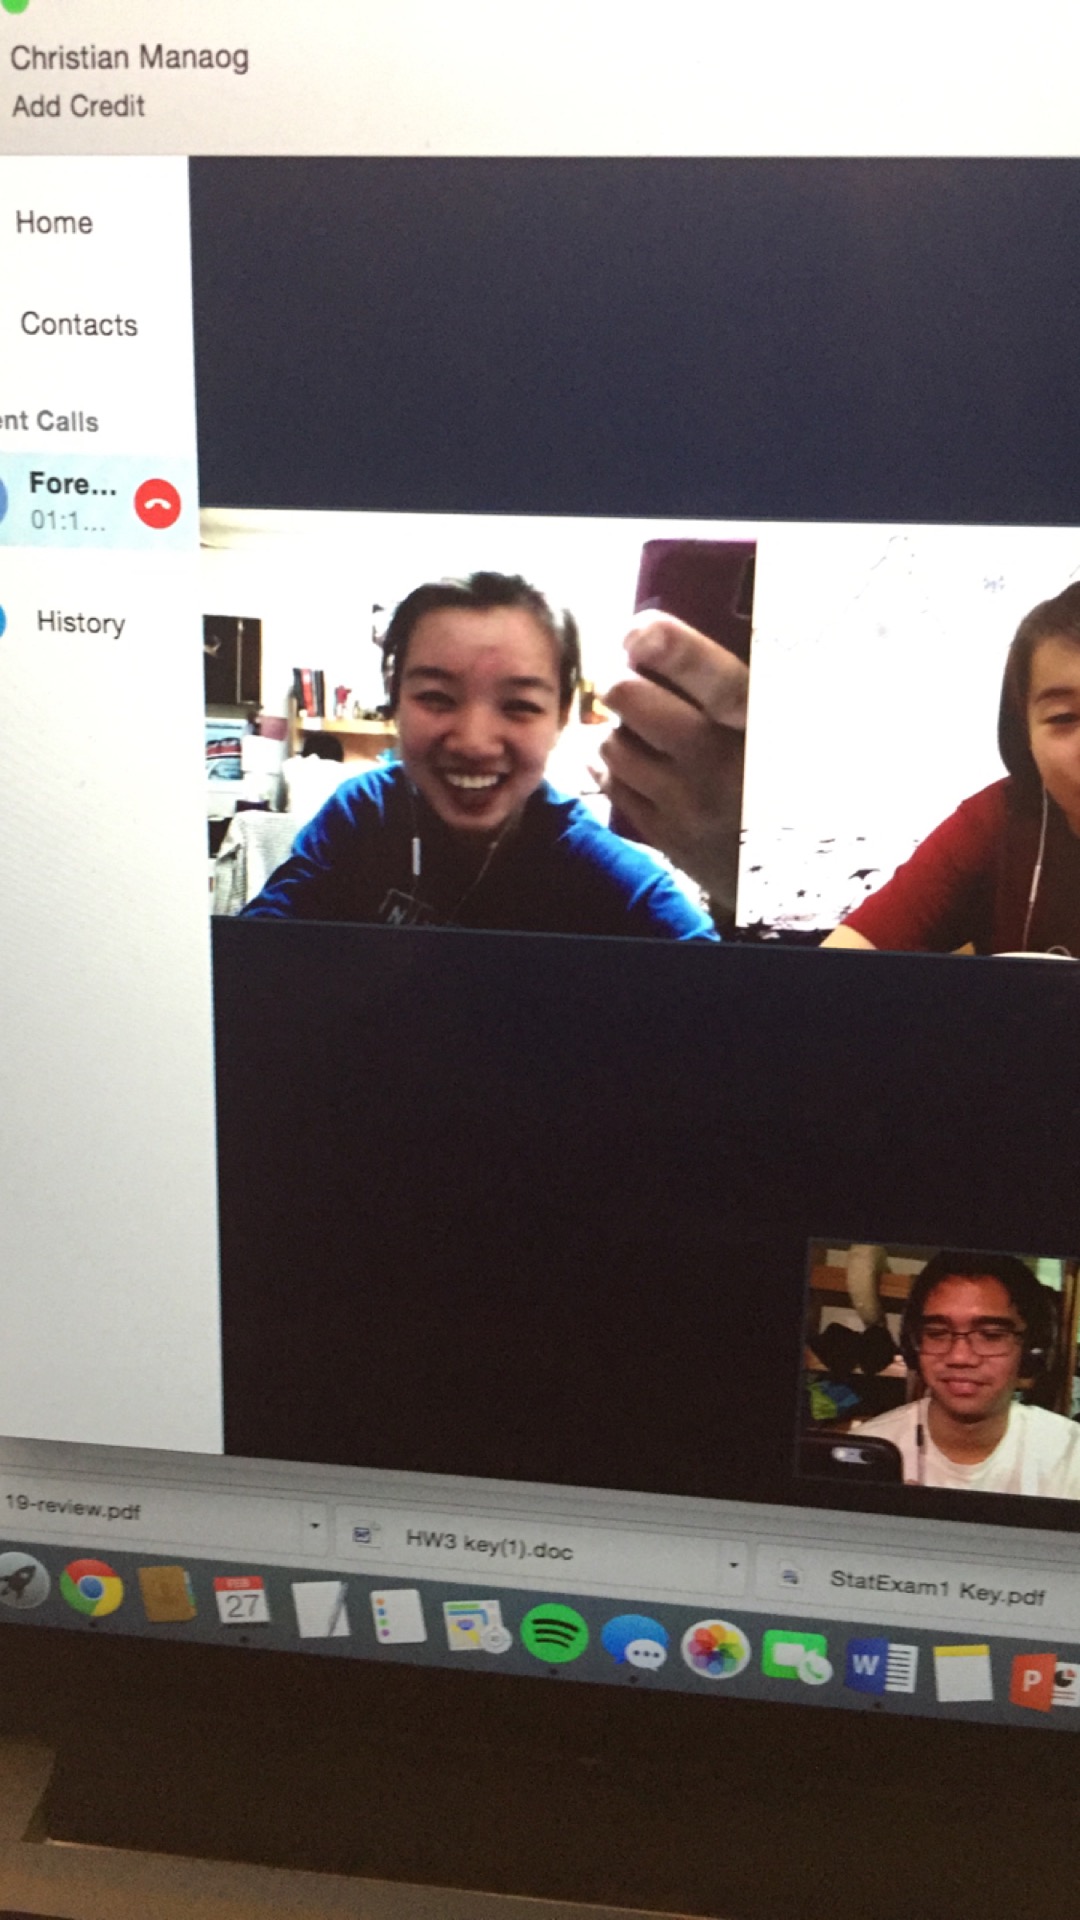 Christian Manaog
Add Credit
Home
Contacts
ent Calls
Fore...
01:1...
History
N
19-review.pdf
HW3 key(1).doc
StatExam1 Key.pdf
FEB
27
W
P